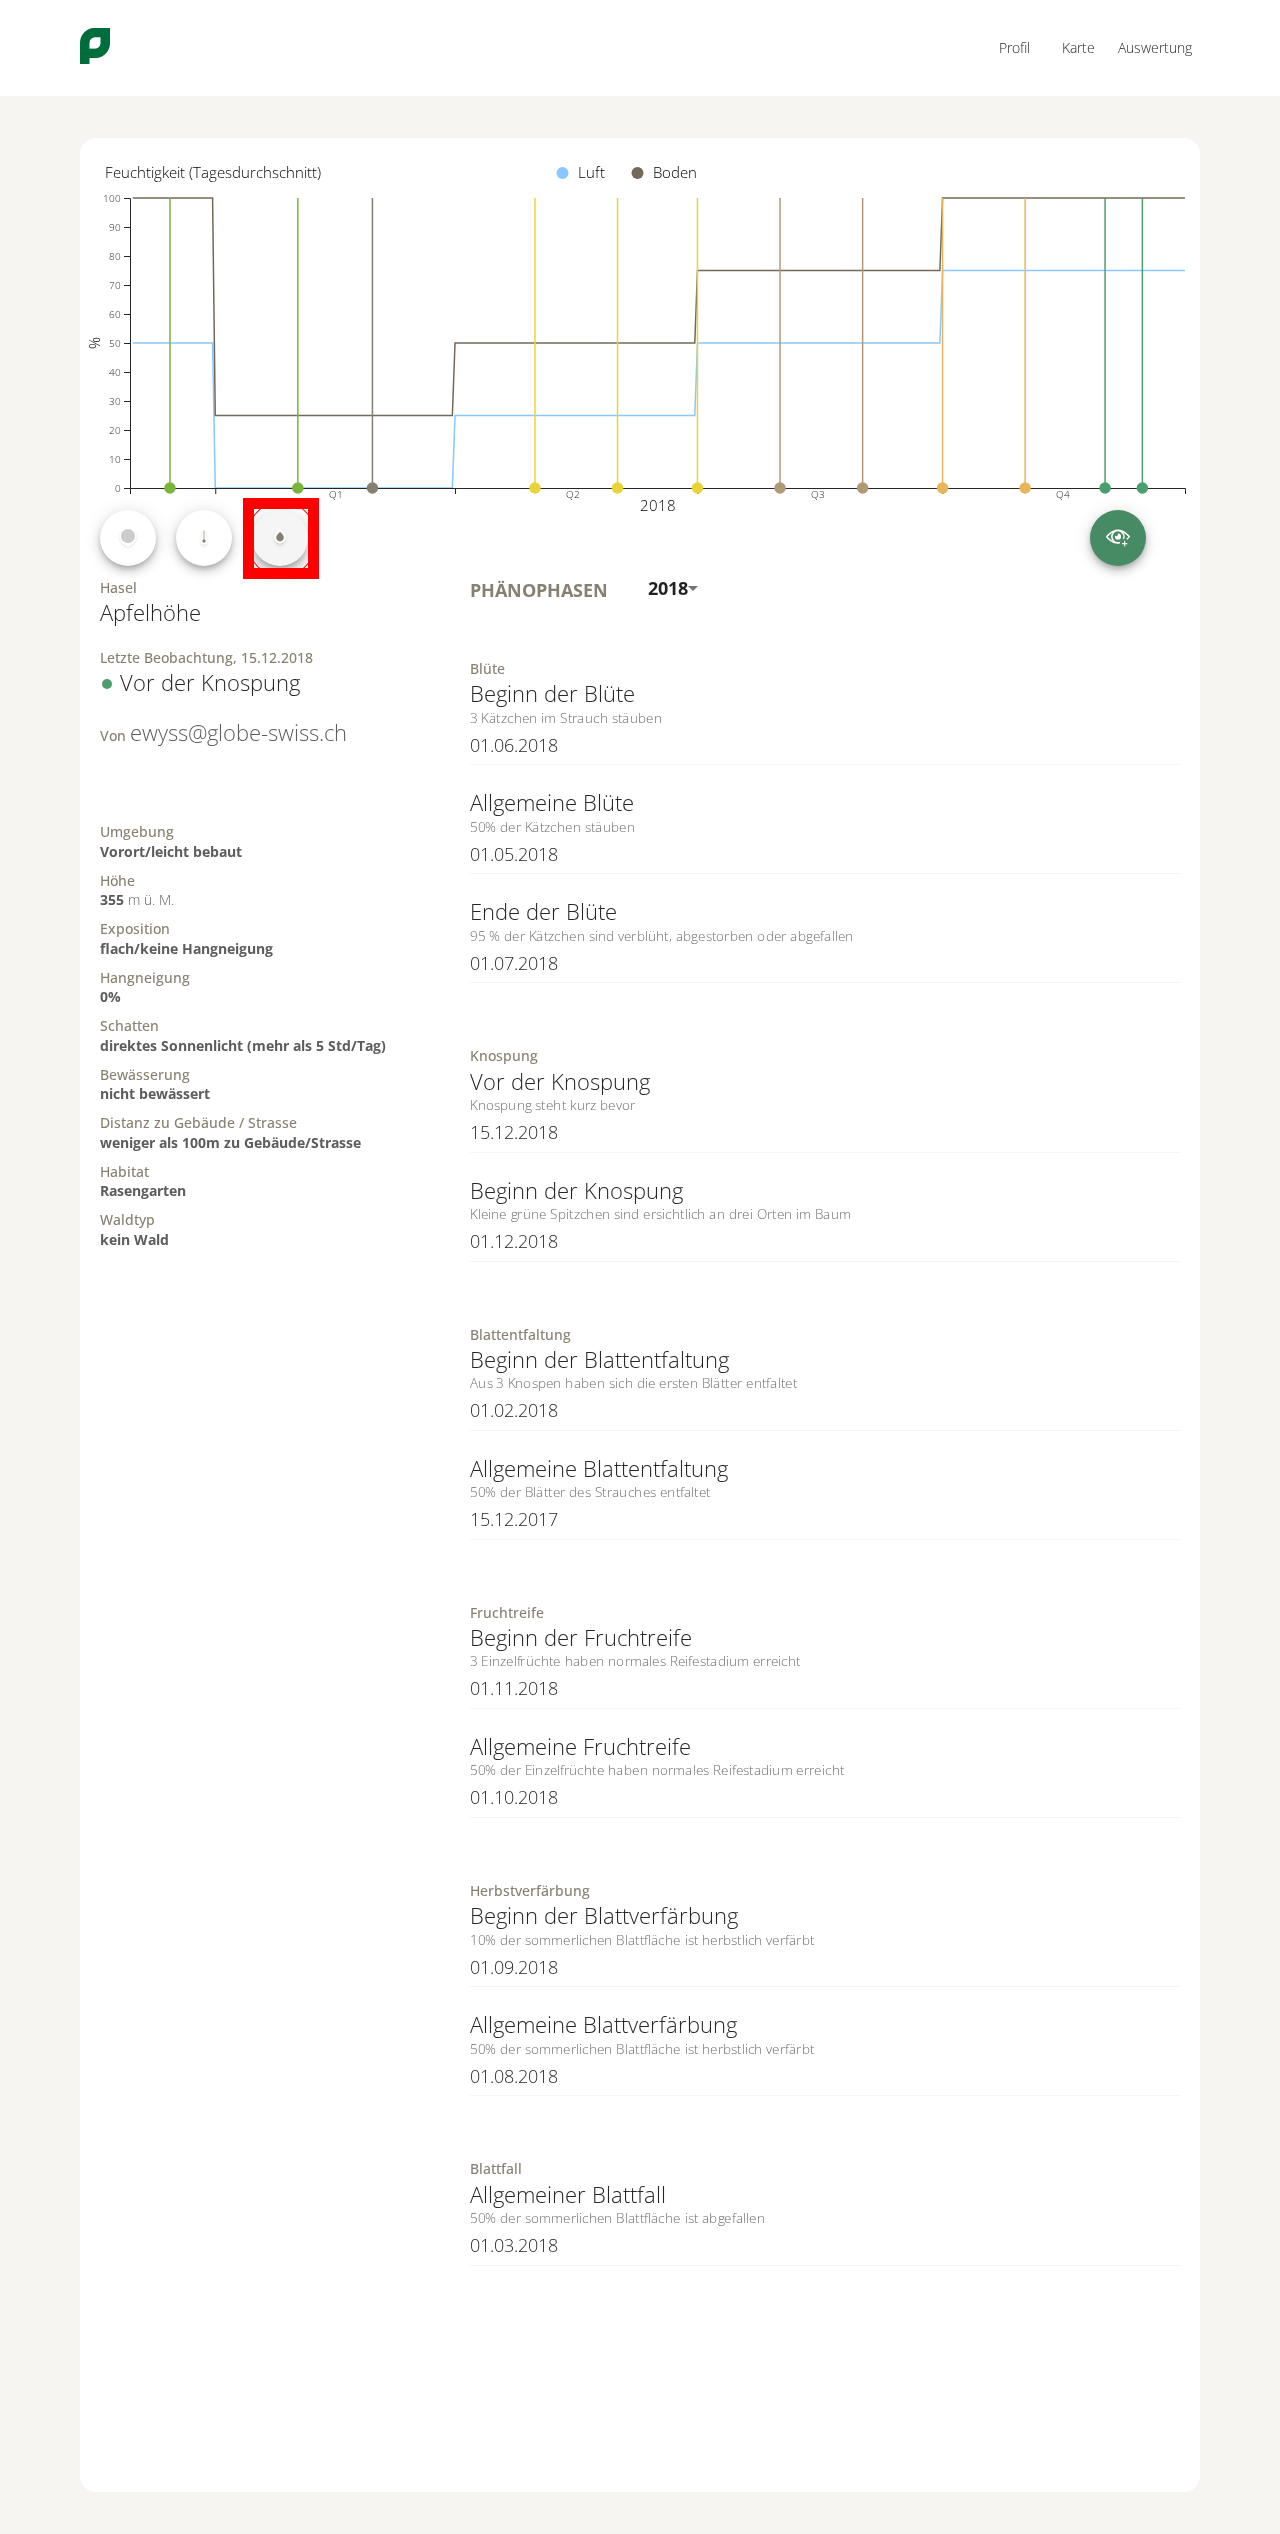 Profil Karte Auswertung
Feuchtigkeit (Tagesdurchschnitt) Luft Boden
100
90
80
70
60
50
40
30
20
10
0
%
Q1 Q2 Q3 Q4
2018
Hasel
Apfelhöhe
Letzte Beobachtung, 15.12.2018
Vor der Knospung
Von ewyss@globe-swiss.ch
Umgebung
Vorort/leicht bebaut
Höhe
355 m ü. M.
Exposition
flach/keine Hangneigung
Hangneigung
0%
Schatten
direktes Sonnenlicht (mehr als 5 Std/Tag)
Bewässerung
nicht bewässert
Distanz zu Gebäude / Strasse
weniger als 100m zu Gebäude/Strasse
Habitat
Rasengarten
Waldtyp
kein Wald
PHÄNOPHASEN 2018
Blüte
Beginn der Blüte
3 Kätzchen im Strauch stäuben
01.06.2018
Allgemeine Blüte
50% der Kätzchen stäuben
01.05.2018
Ende der Blüte
95 % der Kätzchen sind verblüht, abgestorben oder abgefallen
01.07.2018
Knospung
Vor der Knospung
Knospung steht kurz bevor
15.12.2018
Beginn der Knospung
Kleine grüne Spitzchen sind ersichtlich an drei Orten im Baum
01.12.2018
Blattentfaltung
Beginn der Blattentfaltung
Aus 3 Knospen haben sich die ersten Blätter entfaltet
01.02.2018
Allgemeine Blattentfaltung
50% der Blätter des Strauches entfaltet
15.12.2017
Fruchtreife
Beginn der Fruchtreife
3 Einzelfrüchte haben normales Reifestadium erreicht
01.11.2018
Allgemeine Fruchtreife
50% der Einzelfrüchte haben normales Reifestadium erreicht
01.10.2018
Herbstverfärbung
Beginn der Blattverfärbung
10% der sommerlichen Blattfläche ist herbstlich verfärbt
01.09.2018
Allgemeine Blattverfärbung
50% der sommerlichen Blattfläche ist herbstlich verfärbt
01.08.2018
Blattfall
Allgemeiner Blattfall
50% der sommerlichen Blattfläche ist abgefallen
01.03.2018